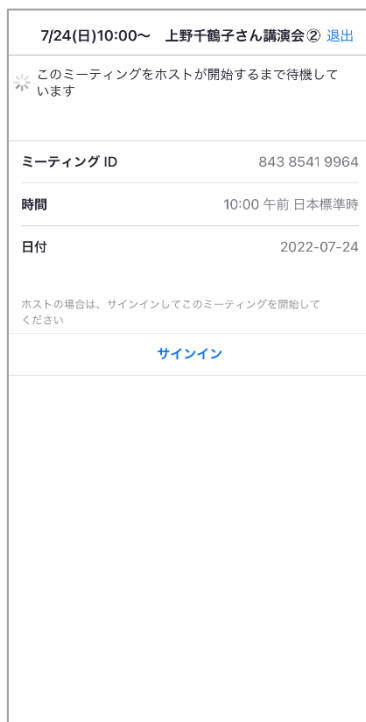 7/24(日)10:00～　上野千鶴子さん講演会② 退出
このミーティングをホストが開始するまで待機して
います
ミーティング ID 843 8541 9964
時間 10:00 午前 日本標準時
日付 2022-07-24
ホストの場合は、サインインしてこのミーティングを開始して
ください
サインイン